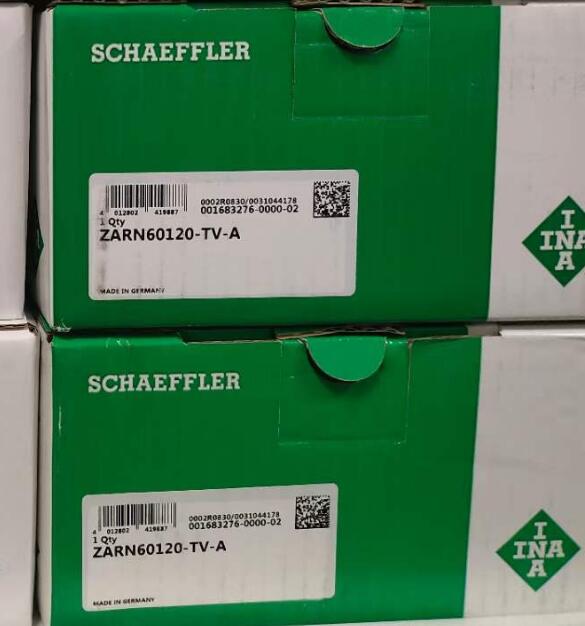 SCHAEFFLER
4 012802 419887
0002R0830/0031044178
001683276-0000-02
1 Qty
ZARN60120-TV-A
MADE IN GERMANY
I
INA
A
SCHAEFFLER
4 012802 419887
0002R0830/0031044178
001683276-0000-02
1 Qty
ZARN60120-TV-A
MADE IN GERMANY
I
INA
A